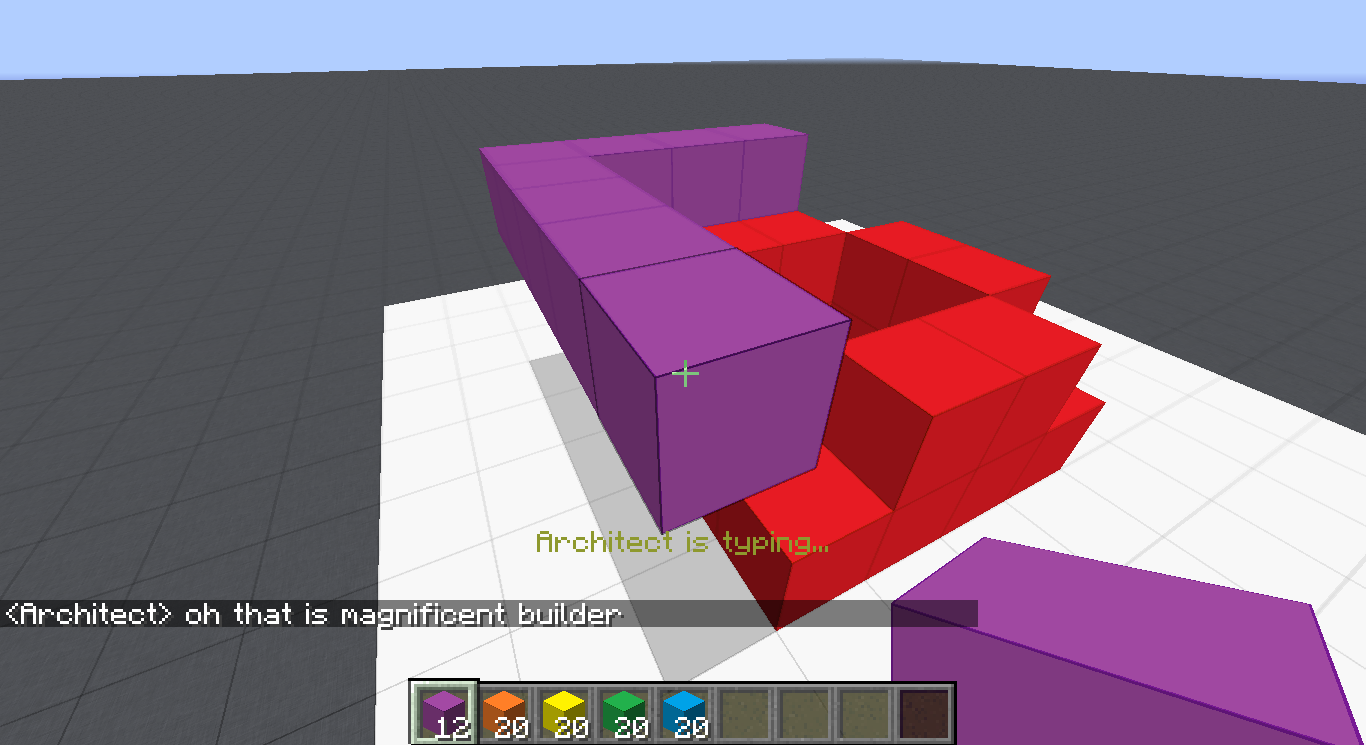 Architect is typing...
<Architect> oh that is magnificent builder
12 20 20 20 20